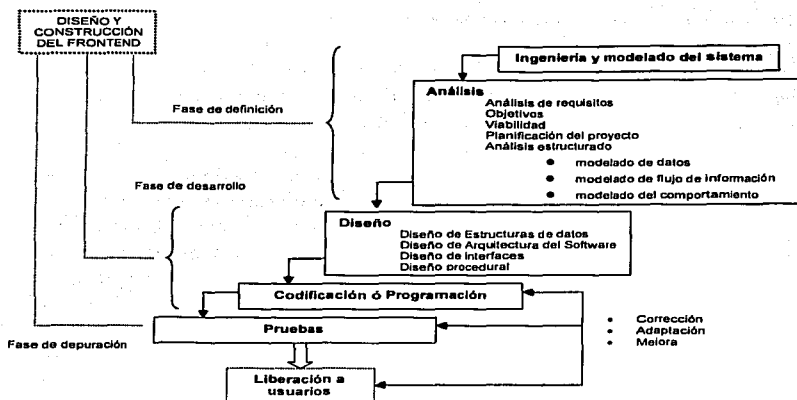 DISEÑO Y
CONSTRUCCIÓN
DEL FRONTEND
Ingeniería y modelado del sistema
Fase de definición
Análisis
Análisis de requisitos
Objetivos
Viabilidad
Planificación del proyecto
Análisis estructurado
• modelado de datos
• modelado de flujo de información
• modelado del comportamiento
Fase de desarrollo
Diseño
Diseño de Estructuras de datos
Diseño de Arquitectura del Software
Diseño de Interfaces
Diseño procedural
Codificación ó Programación
Pruebas
Fase de depuración
• Corrección
• Adaptación
• Mejora
Liberación a
usuarios